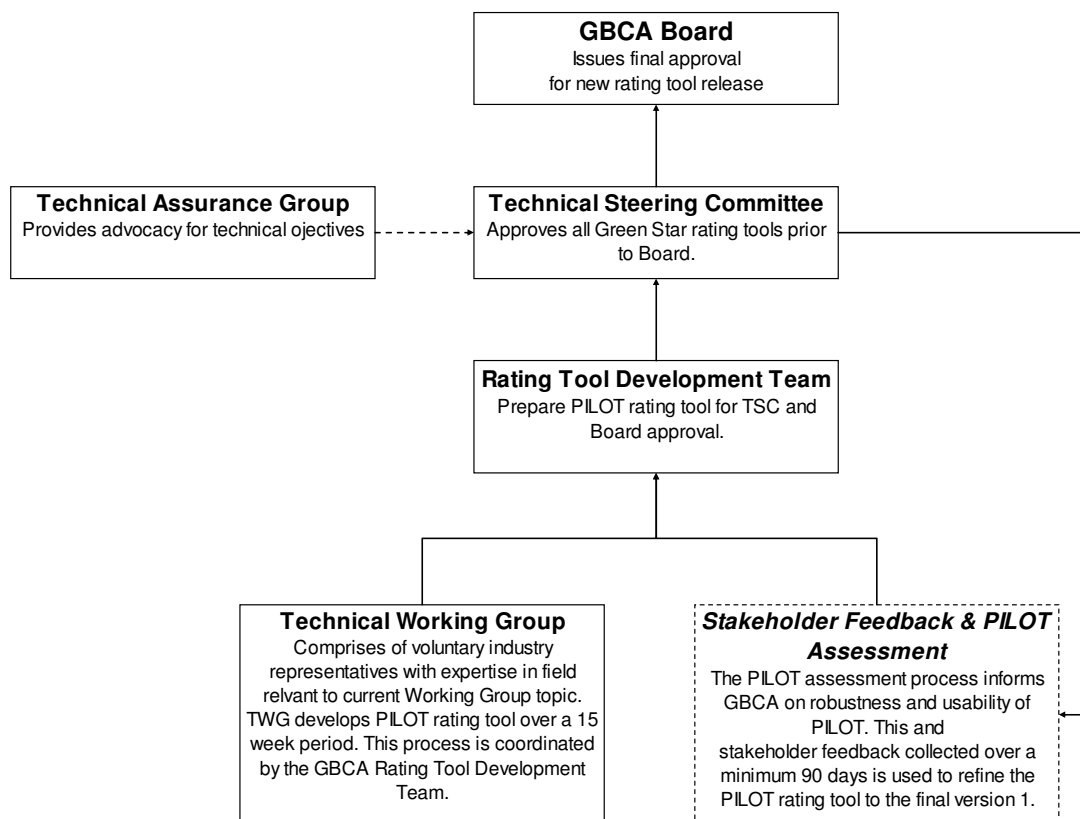 GBCA Board
Issues final approval
for new rating tool release
Technical Assurance Group
Provides advocacy for technical ojectives
Technical Steering Committee
Approves all Green Star rating tools prior
to Board.
Rating Tool Development Team
Prepare PILOT rating tool for TSC and
Board approval.
Technical Working Group
Comprises of voluntary industry
representatives with expertise in field
relvant to current Working Group topic.
TWG develops PILOT rating tool over a 15
week period. This process is coordinated
by the GBCA Rating Tool Development
Team.
Stakeholder Feedback & PILOT
Assessment
The PILOT assessment process informs
GBCA on robustness and usability of
PILOT. This and
stakeholder feedback collected over a
minimum 90 days is used to refine the
PILOT rating tool to the final version 1.